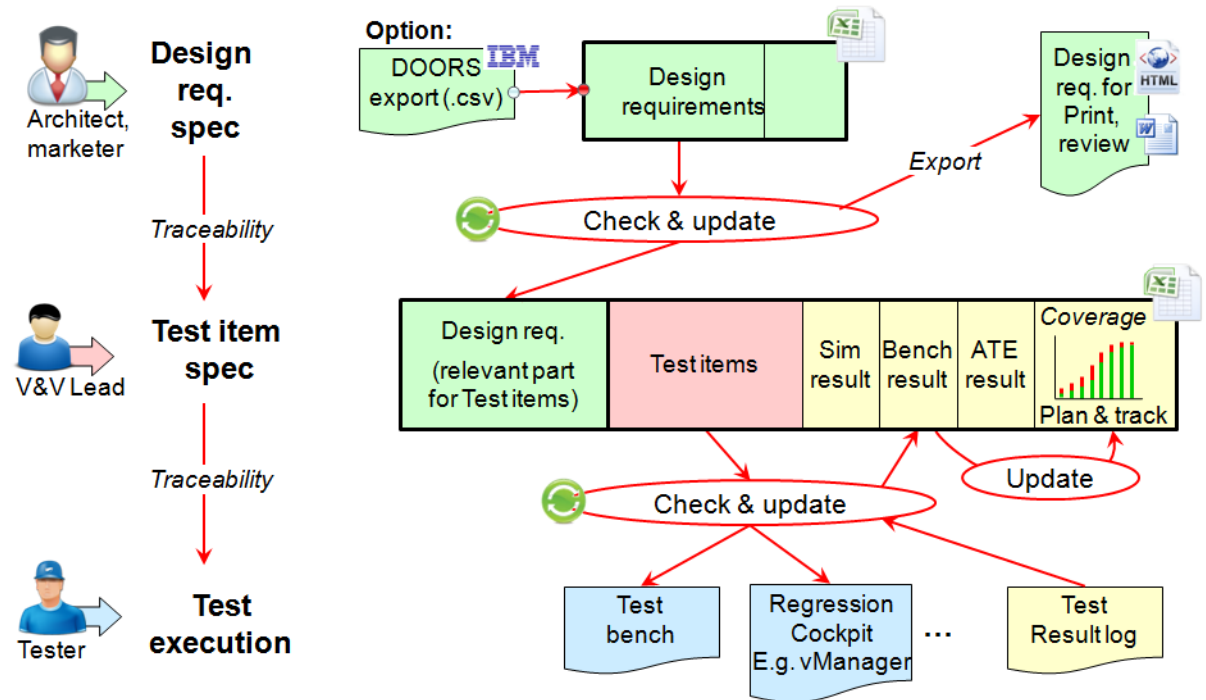 Design
req.
spec
Architect,
marketer
Option:
IBM
DOORS
export (.csv)
Design
requirements
Design
req. for
Print,
review
HTML
W
Export
Traceability
Check & update
Test item
spec
V&V Lead
Design req.
(relevant part
for Test items)
Test items
Sim
result
Bench
result
ATE
result
Coverage
Plan & track
Update
Traceability
Check & update
Test
execution
Tester
Test
bench
Regression
Cockpit
E.g. vManager
...
Test
Result log